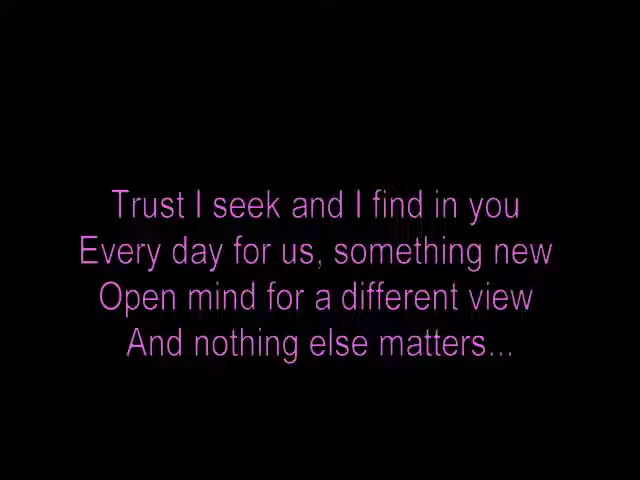 Trust I seek and I find in you
Every day for us, something new
Open mind for a different view
And nothing else matters...